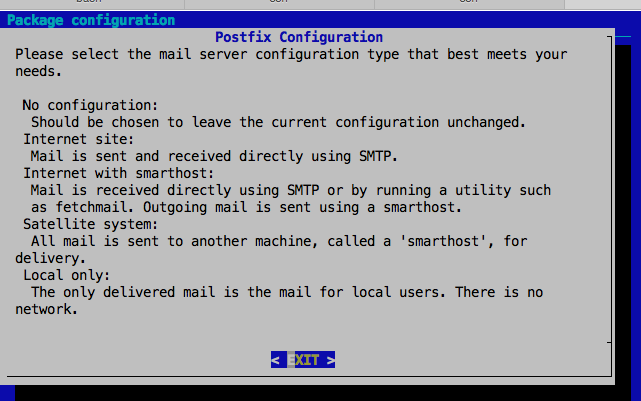 Package configuration
Postfix Configuration
Please select the mail server configuration type that best meets your
needs.
No configuration:
Should be chosen to leave the current configuration unchanged.
Internet site:
Mail is sent and received directly using SMTP.
Internet with smarthost:
Mail is received directly using SMTP or by running a utility such
as fetchmail. Outgoing mail is sent using a smarthost.
Satellite system:
All mail is sent to another machine, called a 'smarthost', for
delivery.
Local only:
The only delivered mail is the mail for local users. There is no
network.
< EXIT >